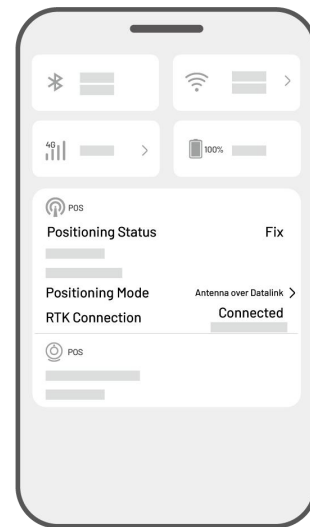 4G
100%
POS
Positioning Status Fix
Positioning Mode Antenna over Datalink >
RTK Connection Connected
POS